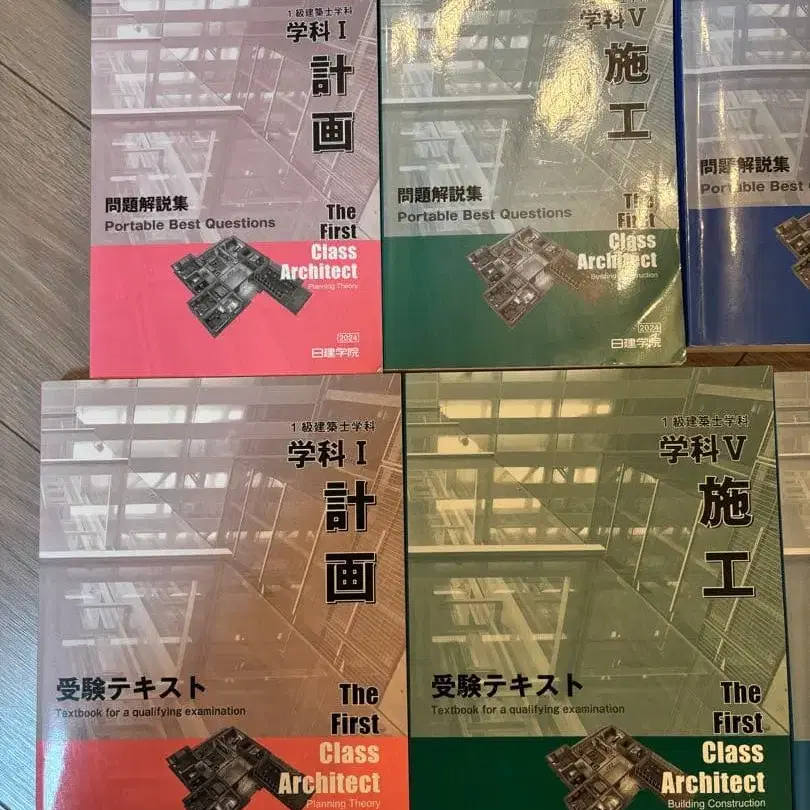 1級建築士学科
学科 I
計
画
問題解説集
Portable Best Questions
The
First
Class
Architect
Planning Theory
2024
日建学院
学科 V
施
工
問題解説集
Portable Best Questions
The
First
Class
Architect
Building Construction
2024
日建学院
問題解説集
Portable Best
1級建築士学科
学科 I
計
画
受験テキスト
Textbook for a qualifying examination
The
First
Class
Architect
Planning Theory
1級建築士学科
学科 V
施
工
受験テキスト
Textbook for a qualifying examination
The
First
Class
Architect
Building Construction